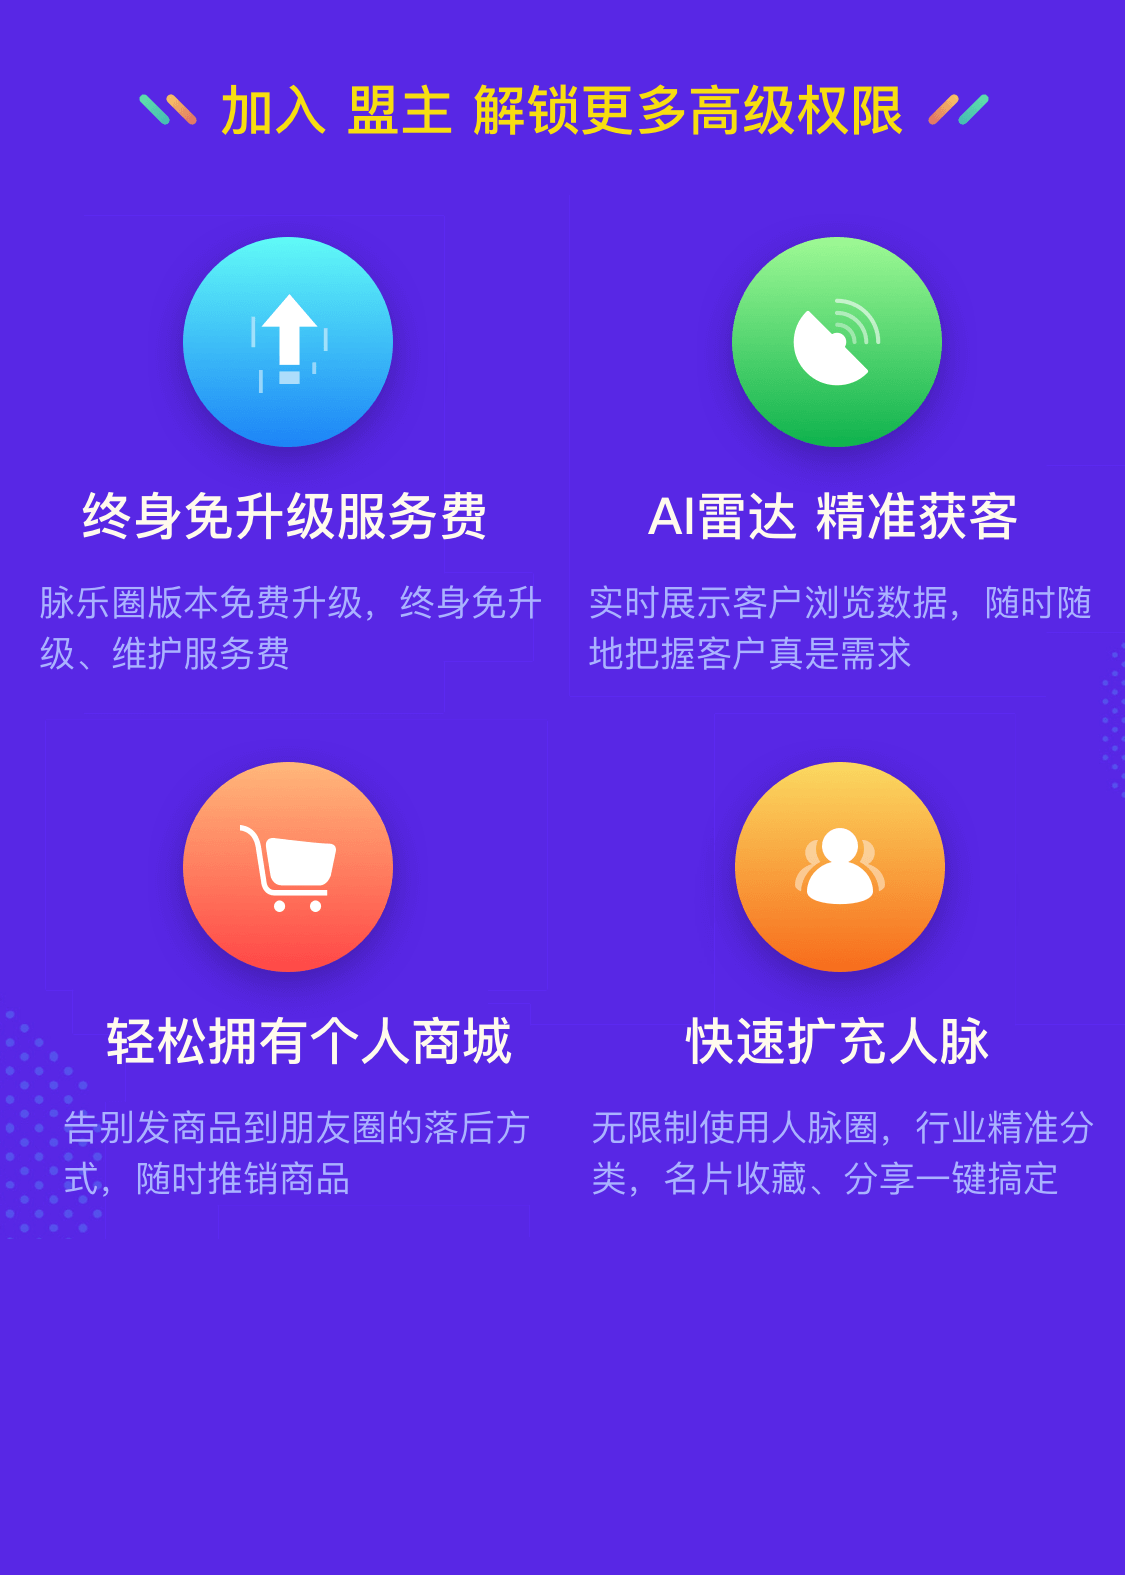 加入 盟主 解锁更多高级权限
终身免升级服务费
脉乐圈版本免费升级，终身免升
级、维护服务费
AI雷达 精准获客
实时展示客户浏览数据，随时随
地把握客户真是需求
轻松拥有个人商城
告别发商品到朋友圈的落后方
式，随时推销商品
快速扩充人脉
无限制使用人脉圈，行业精准分
类，名片收藏、分享一键搞定